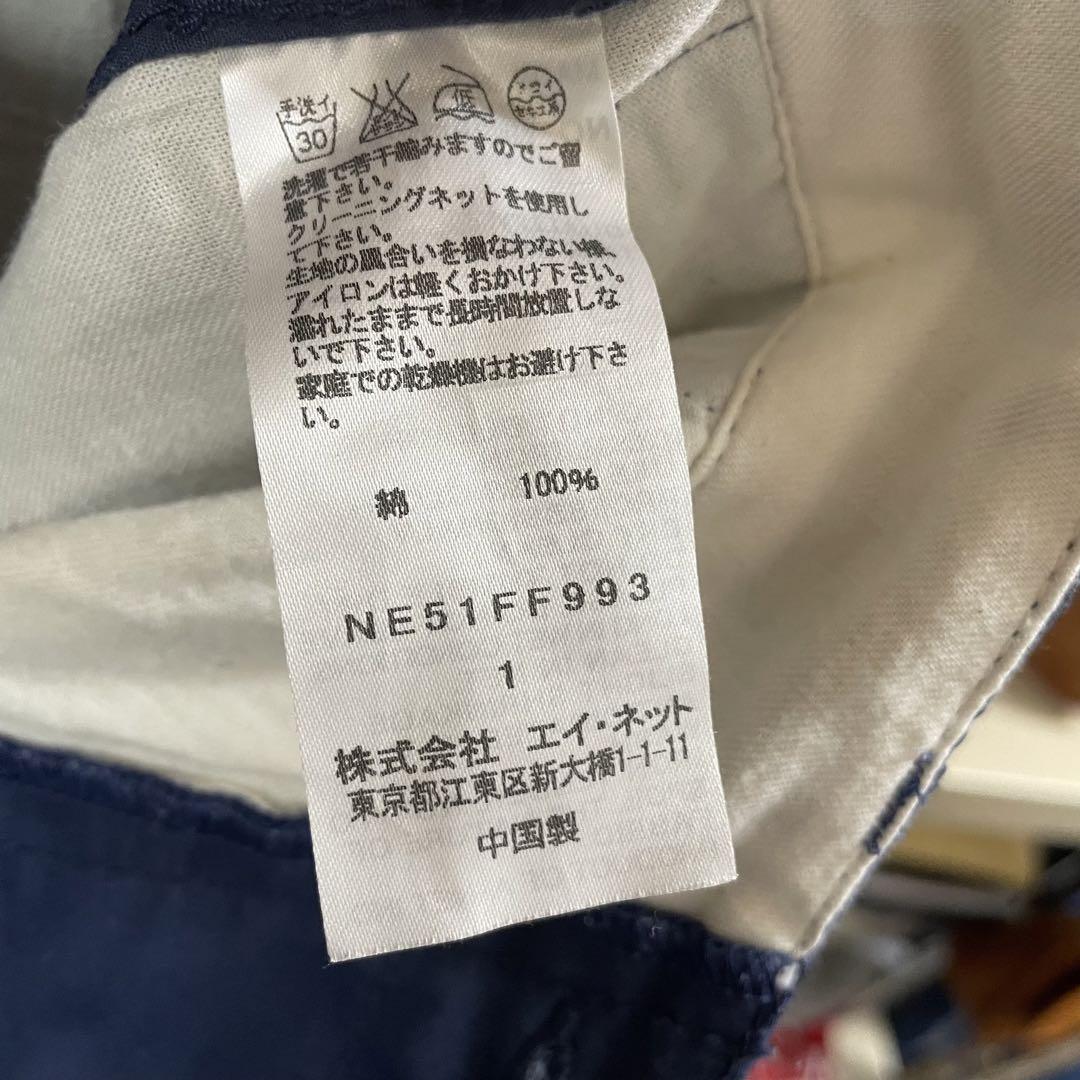 手洗イ
30
低
洗濯で若干縮みますのでご留
意下さい。
クリーニングネットを使用し
て下さい。
生地の風合いを損なわない様、
アイロンは軽くおかけ下さい。
濡れたままで長時間放置しな
いで下さい。
家庭での乾燥機はお避け下さ
い。
綿 100%
NE51FF993
1
株式会社 エイ・ネット
東京都江東区新大橋1-1-11
中国製